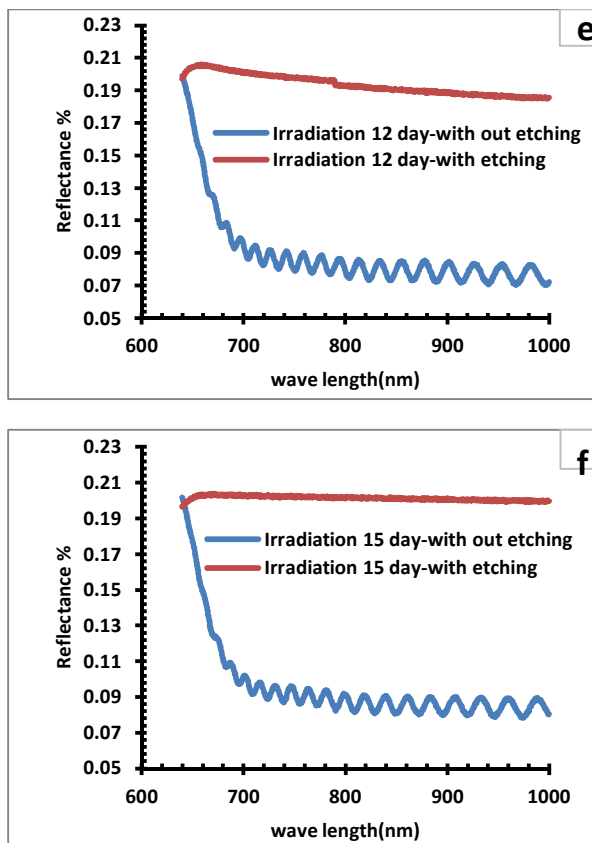 e
0.23
0.21
0.19
0.17
0.15
0.13
0.11
0.09
0.07
0.05
Reflectance %
Irradiation 12 day-with out etching
Irradiation 12 day-with etching
600 700 800 900 1000
wave length(nm)
f
0.23
0.21
0.19
0.17
0.15
0.13
0.11
0.09
0.07
0.05
Reflectance %
Irradiation 15 day-with out etching
Irradiation 15 day-with etching
600 700 800 900 1000
wave length(nm)